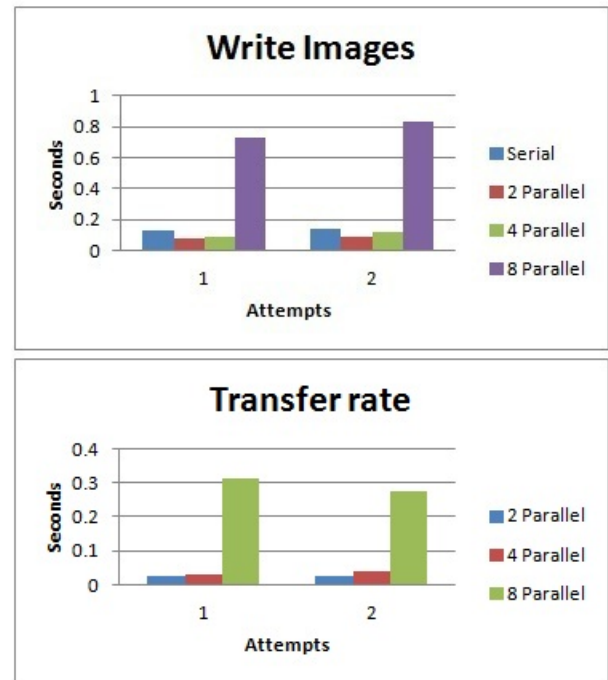 Write Images
1
0.8
0.6
0.4
0.2
0
Seconds
1 2
Attempts
Serial
2 Parallel
4 Parallel
8 Parallel
Transfer rate
0.4
0.3
0.2
0.1
0
Seconds
1 2
Attempts
2 Parallel
4 Parallel
8 Parallel